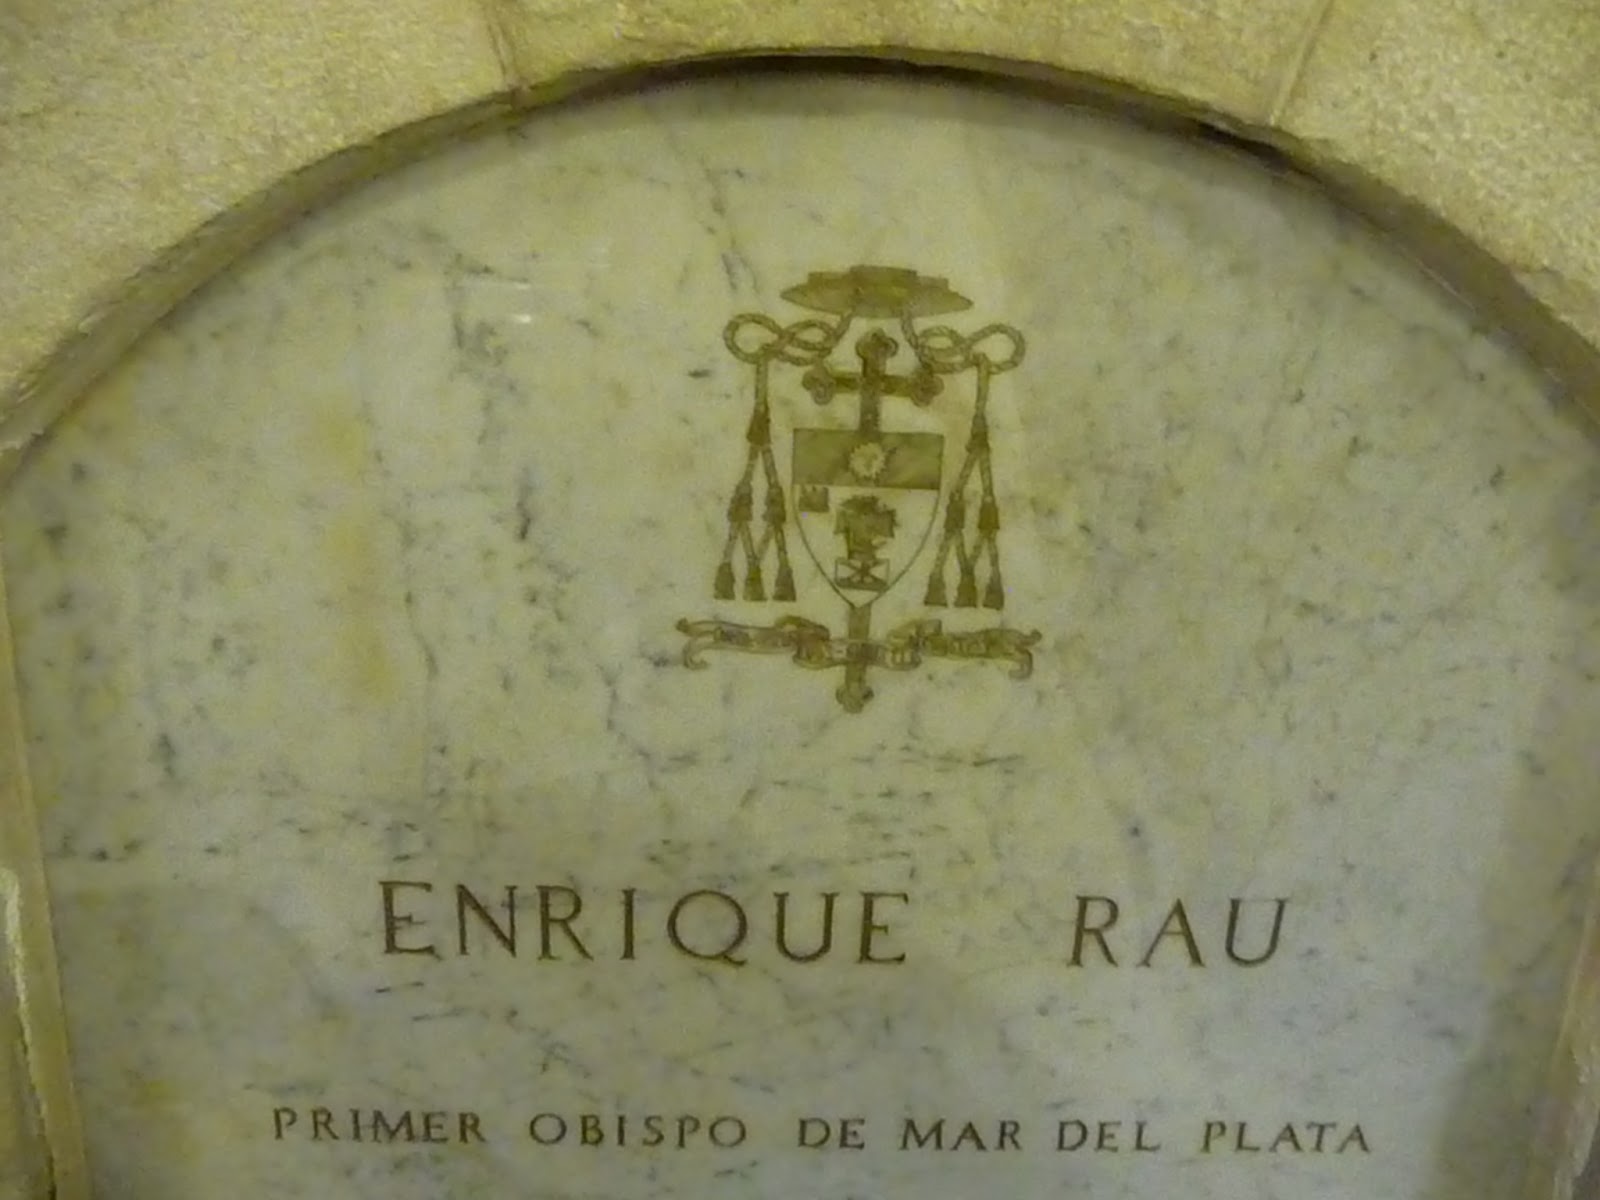 ENRIQUE RAU
PRIMER OBISPO DE MAR DEL PLATA